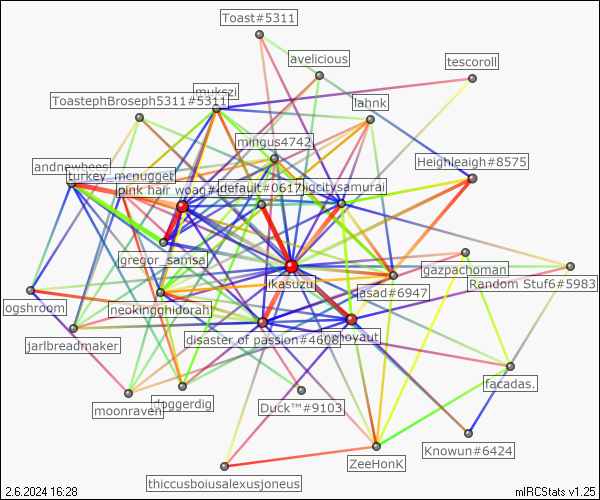 Toast#5311
avelicious
tescoroll
mukszi
ToastephBroseph5311#5311
lahnk
mingus4742
Heighleaigh#8575
andnewbees
turkey_mcnugget
pink hair woag#
default#0617
bigcitysamurai
gregor_samsa
ikasuzu
gazpachoman
Random Stuf6#5983
asad#6947
ogshroom
neokingghidorah
jarlbreadmaker
disaster of passion#4608
facadas.
moonraven
doggerdig
Duck™#9103
Knowun#6424
ZeeHonK
thiccusboiusalexusjoneus
2.6.2024 16:28
mIRCStats v1.25